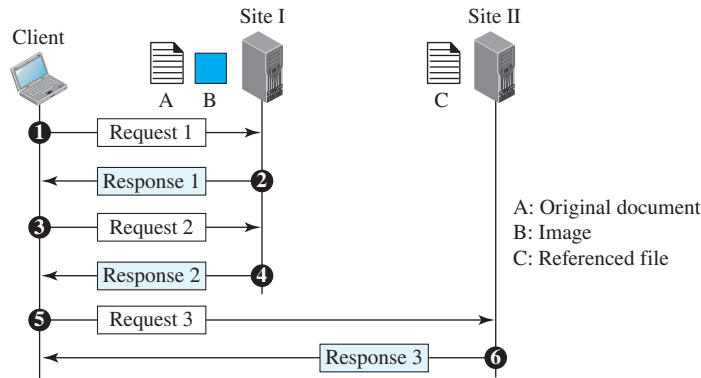 Site I
Site II
Client
A
B
C
1
Request 1
Response 1
2
3
Request 2
Response 2
4
5
Request 3
Response 3
6
A: Original document
B: Image
C: Referenced file